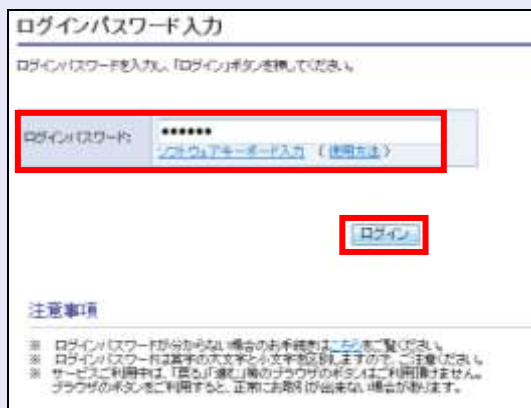 ログインパスワード入力
ログインパスワードを入力し、「ログイン」ボタンを押してください。
ログインパスワード: ●●●●●●
ソフトウェアキーボード入力 ( 使用方法 )
ログイン
注意事項
※ ログインパスワードが分からない場合のお手続きはこちらをご覧ください。
※ ログインパスワードは英字の大文字と小文字を区別しますので、ご注意ください。
※ サービスご利用中は、「戻る」「進む」等のブラウザのボタンはご利用頂けません。
ブラウザのボタンをご利用すると、正常にお取引が出来ない場合があります。